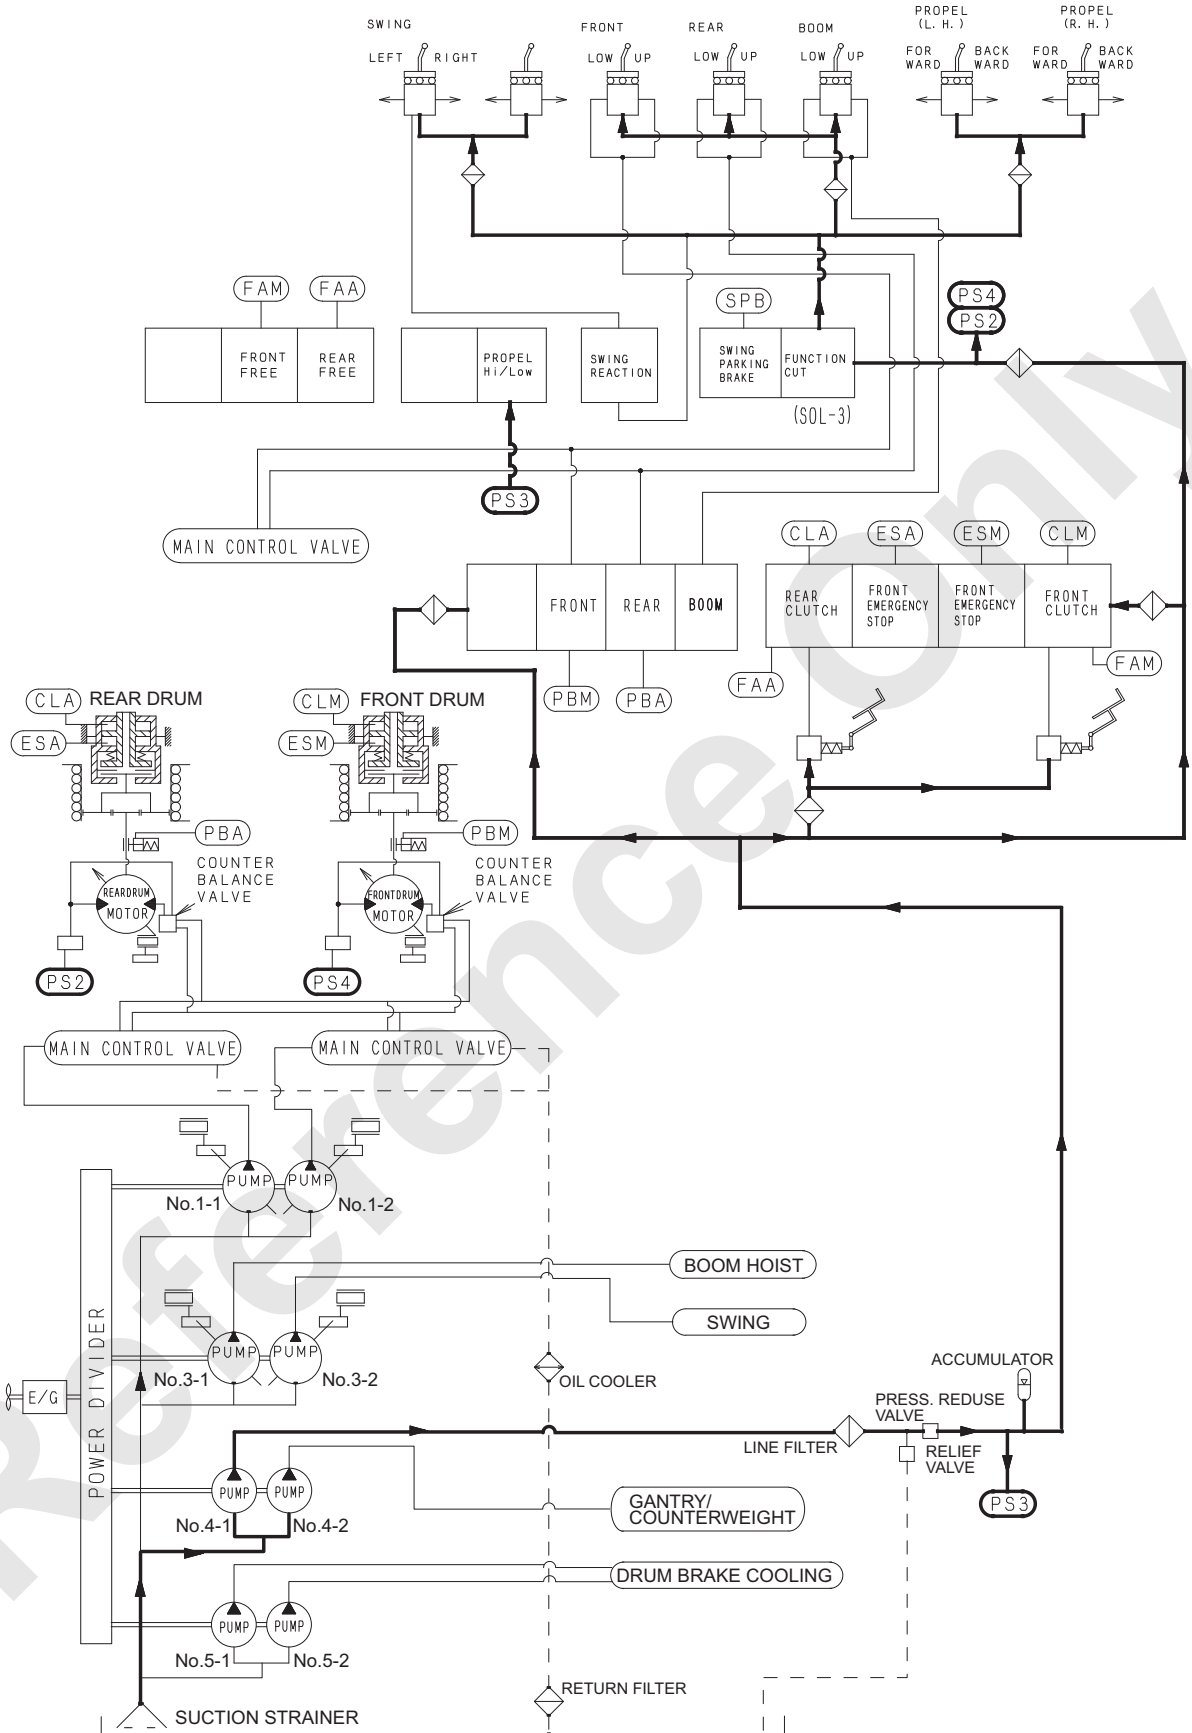 SWING
FRONT
REAR
BOOM
PROPEL
(L. H.)
PROPEL
(R. H.)
LEFT RIGHT
LOW UP
LOW UP
LOW UP
FOR
WARD
BACK
WARD
FOR
WARD
BACK
WARD
FAM
FAA
SPB
PS4
PS2
FRONT
FREE
REAR
FREE
PROPEL
Hi/Low
SWING
REACTION
SWING
PARKING
BRAKE
FUNCTION
CUT
(SOL-3)
PS3
MAIN CONTROL VALVE
CLA
ESA
ESM
CLM
FRONT
REAR
BOOM
REAR
CLUTCH
FRONT
EMERGENCY
STOP
FRONT
EMERGENCY
STOP
FRONT
CLUTCH
PBM
PBA
FAA
FAM
CLA
REAR DRUM
ESA
CLM
FRONT DRUM
ESM
PBA
COUNTER
BALANCE
VALVE
PBM
COUNTER
BALANCE
VALVE
REARDRUM
MOTOR
FRONTDRUM
MOTOR
PS2
PS4
MAIN CONTROL VALVE
MAIN CONTROL VALVE
PUMP
PUMP
No.1-1
No.1-2
BOOM HOIST
SWING
PUMP
PUMP
No.3-1
No.3-2
POWER DIVIDER
E/G
OIL COOLER
ACCUMULATOR
PRESS. REDUSE
VALVE
LINE FILTER
RELIEF
VALVE
PS3
PUMP
PUMP
No.4-1
No.4-2
GANTRY/
COUNTERWEIGHT
DRUM BRAKE COOLING
PUMP
PUMP
No.5-1
No.5-2
RETURN FILTER
SUCTION STRAINER
Reference Only